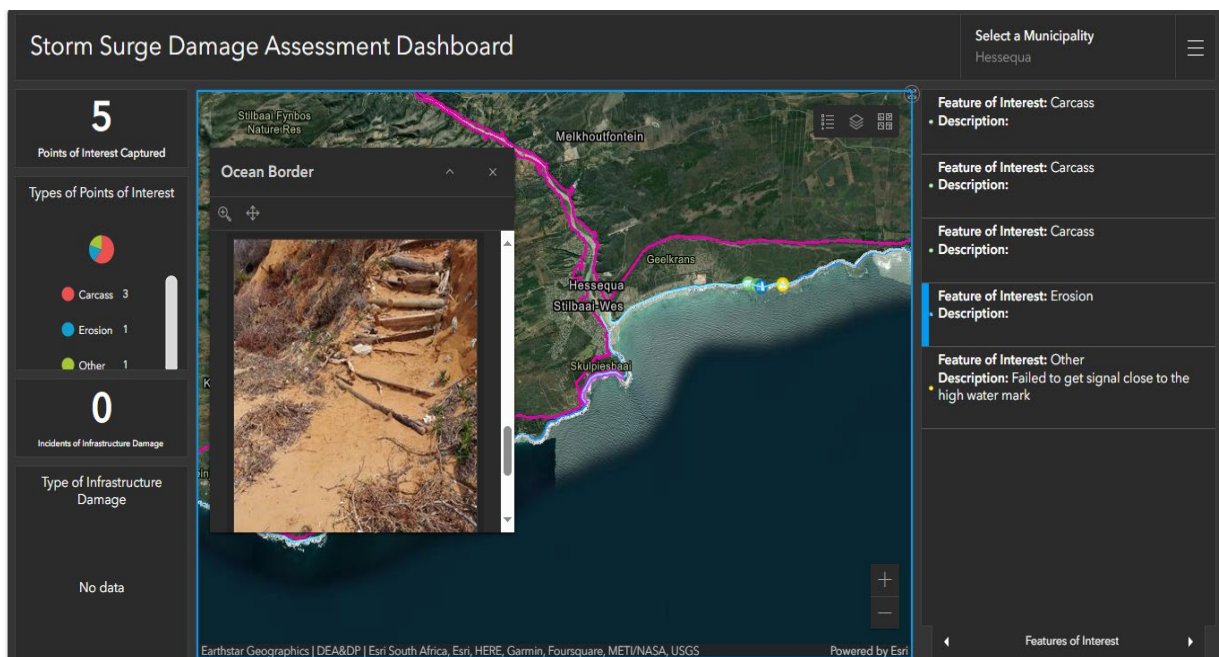 Storm Surge Damage Assessment Dashboard
Select a Municipality
Hessequa
5
Points of Interest Captured
Types of Points of Interest
Carcass 3
Erosion 1
Other 1
0
Incidents of Infrastructure Damage
Type of Infrastructure
Damage
No data
Stilbaai Fynbos
Nature Res
Melkhoutfontein
Ocean Border
Geelkrans
Hessequa
Stilbaai-Wes
Skulpiesbaai
Earthstar Geographics | DEA&DP | Esri South Africa, Esri, HERE, Garmin, Foursquare, METI/NASA, USGS
Powered by Esri
Feature of Interest: Carcass
Description:
Feature of Interest: Carcass
Description:
Feature of Interest: Carcass
Description:
Feature of Interest: Erosion
Description:
Feature of Interest: Other
Description: Failed to get signal close to the
high water mark
Features of Interest